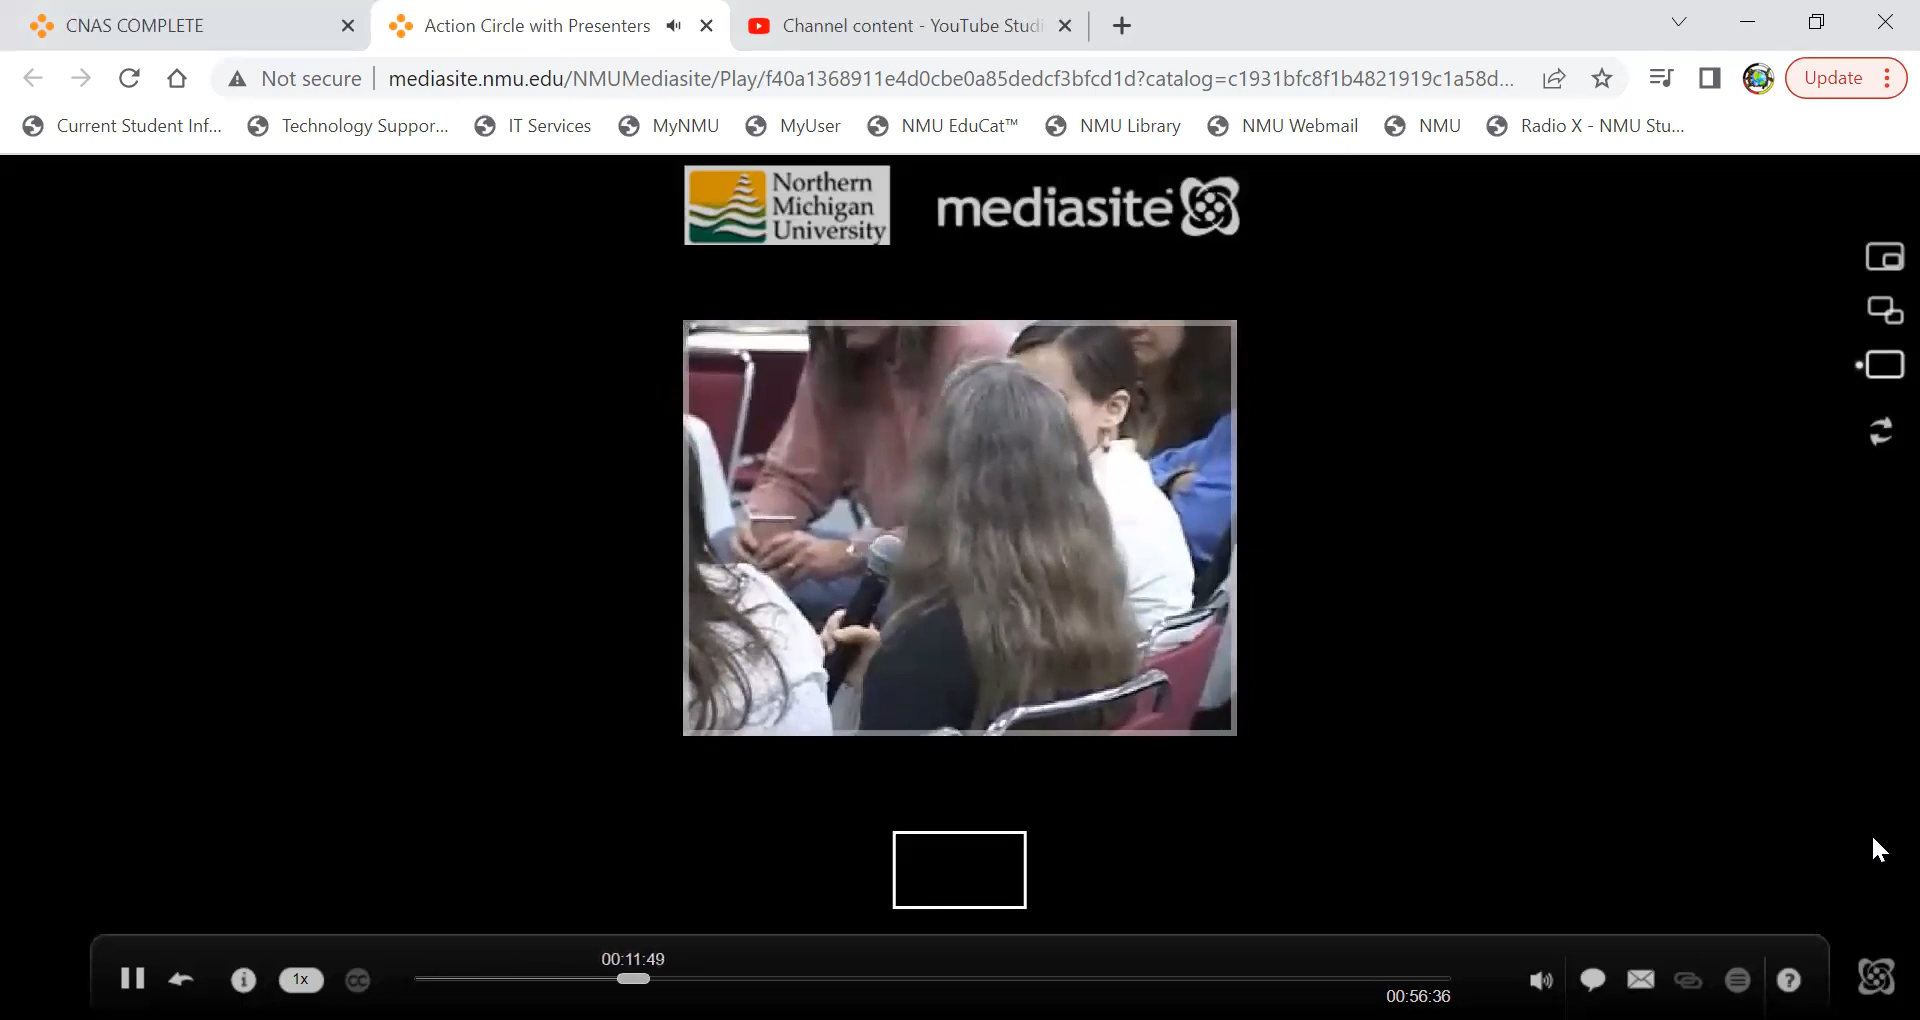 CNAS COMPLETE
Action Circle with Presenters
Channel content - YouTube Studi
Not secure
mediasite.nmu.edu/NMUMediasite/Play/f40a1368911e4d0cbe0a85dedcf3bfcd1d?catalog=c1931bfc8f1b4821919c1a58d...
Update
Current Student Inf...
Technology Suppor...
IT Services
MyNMU
MyUser
NMU EduCat™
NMU Library
NMU Webmail
NMU
Radio X - NMU Stu...
Northern
Michigan
University
mediasite
00:11:49
1x
CC
00:56:36